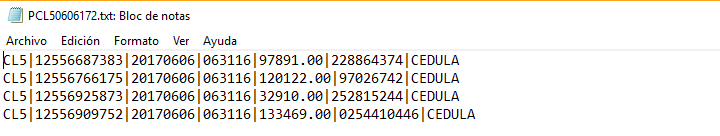 PCL50606172.txt: Bloc de notas
Archivo Edición Formato Ver Ayuda
CL5|12556687383|20170606|063116|97891.00|228864374|CEDULA
CL5|12556766175|20170606|063116|120122.00|97026742|CEDULA
CL5|12556925873|20170606|063116|32910.00|252815244|CEDULA
CL5|12556909752|20170606|063116|133469.00|0254410446|CEDULA